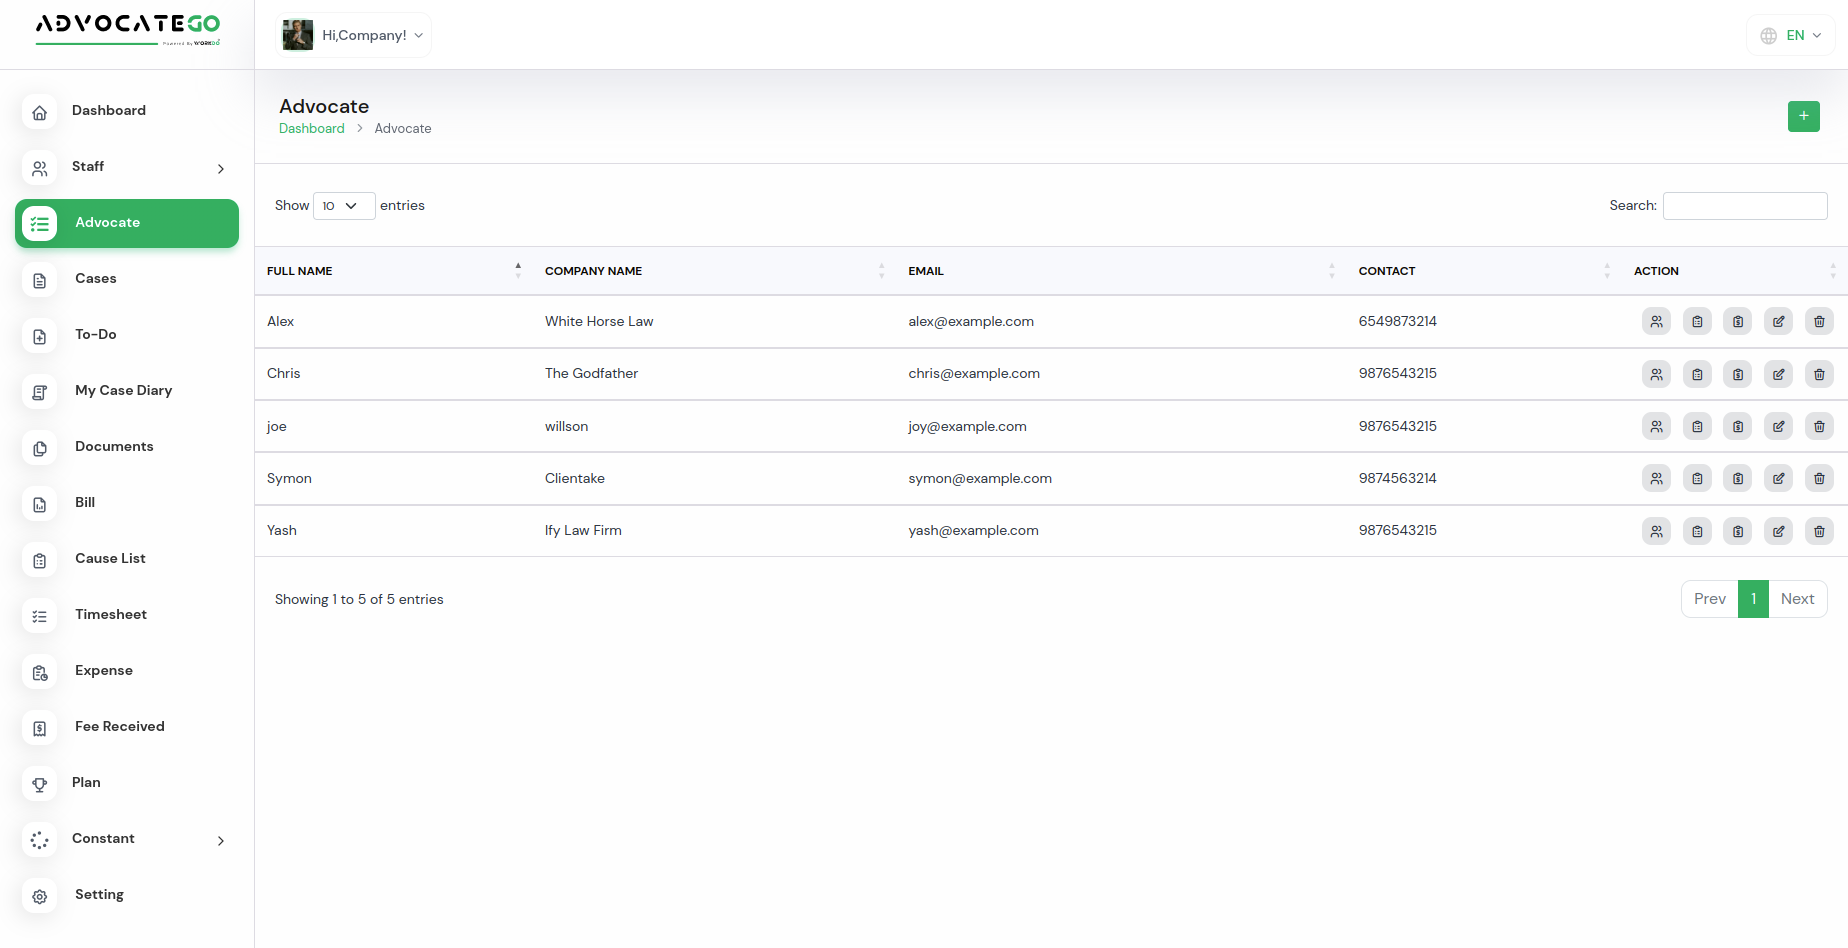 ADVOCATEGO
Powered By WORKDO
Hi,Company!
EN
Dashboard
Staff
Advocate
Cases
To-Do
My Case Diary
Documents
Bill
Cause List
Timesheet
Expense
Fee Received
Plan
Constant
Setting
Advocate
Dashboard > Advocate
+
Show 10 entries
Search:
FULL NAME COMPANY NAME EMAIL CONTACT ACTION
Alex White Horse Law alex@example.com 6549873214
Chris The Godfather chris@example.com 9876543215
joe willson joy@example.com 9876543215
Symon Clientake symon@example.com 9874563214
Yash Ify Law Firm yash@example.com 9876543215
Showing 1 to 5 of 5 entries
Prev 1 Next